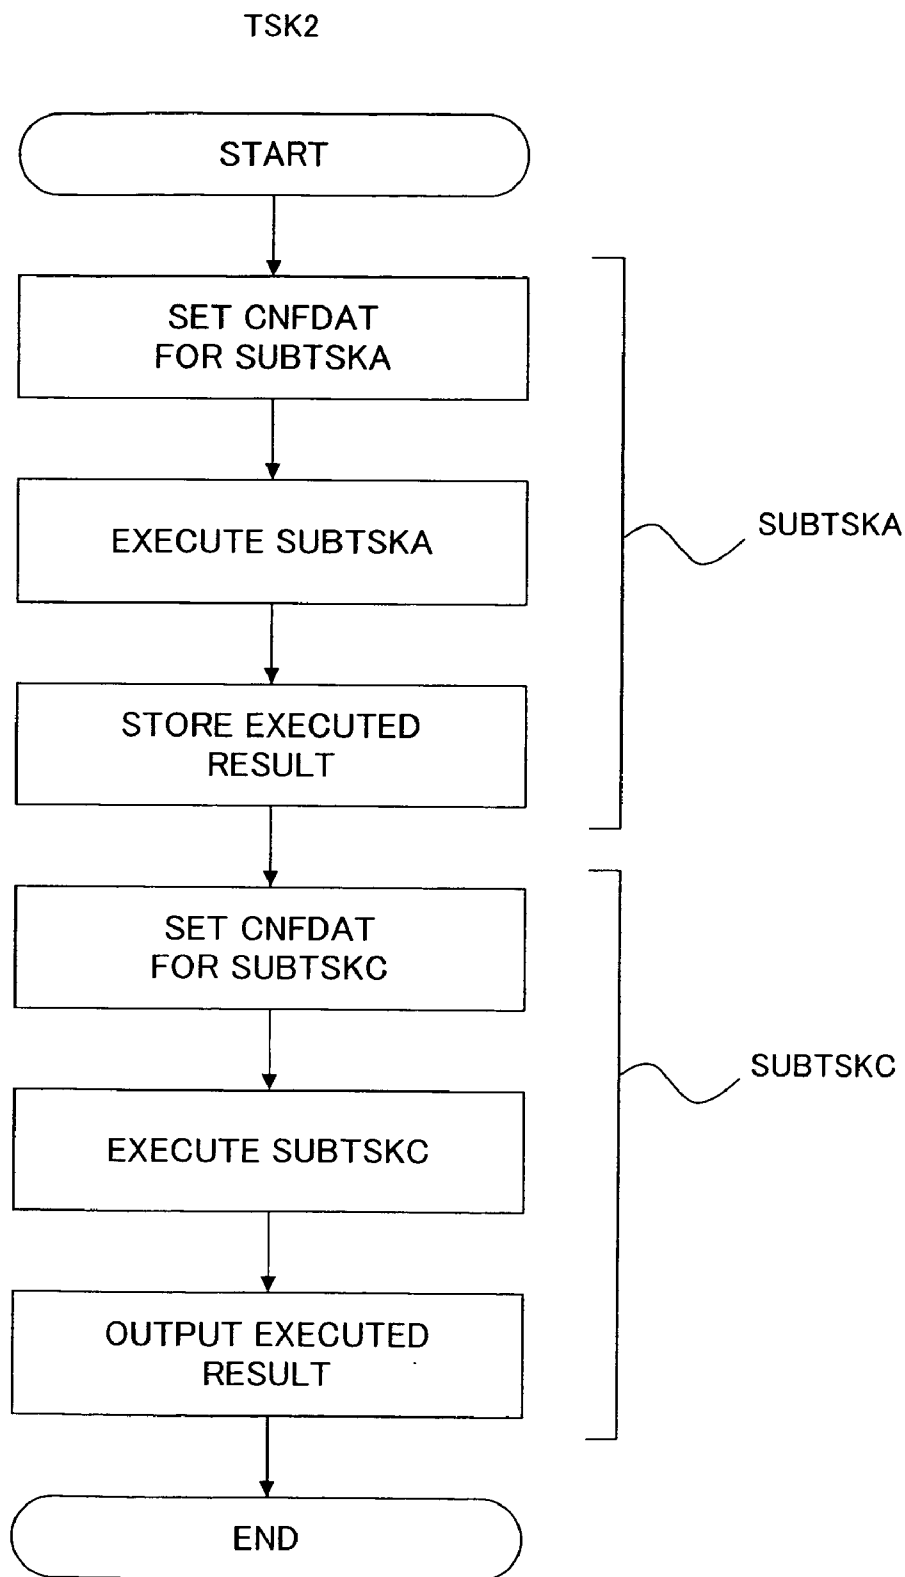 TSK2
START
SET CNFDAT
FOR SUBTSKA
EXECUTE SUBTSKA
SUBTSKA
STORE EXECUTED
RESULT
SET CNFDAT
FOR SUBTSKC
SUBTSKC
EXECUTE SUBTSKC
OUTPUT EXECUTED
RESULT
END